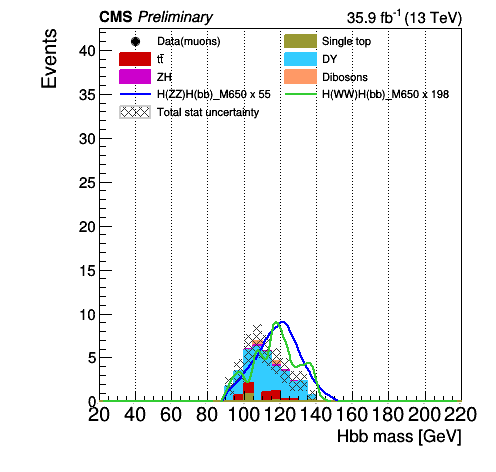 CMS Preliminary 35.9 fb⁻¹ (13 TeV)
Events
Data(muons) Single top
tt̄ DY
ZH Dibosons
H(ZZ)H(bb)_M650 x 55 H(WW)H(bb)_M650 x 198
Total stat uncertainty
40
35
30
25
20
15
10
5
0
20 40 60 80 100 120 140 160 180 200 220
Hbb mass [GeV]